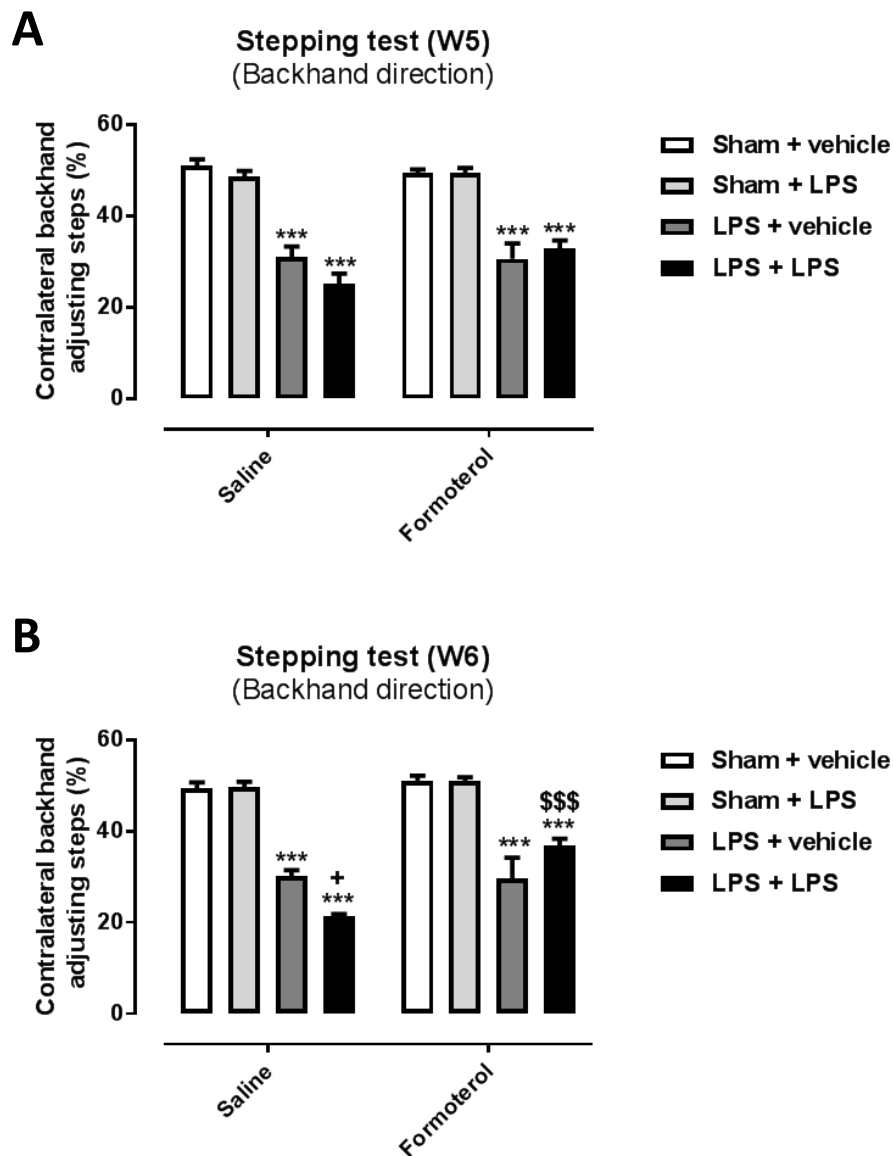 A
Stepping test (W5)
(Backhand direction)
Contralateral backhand
adjusting steps (%)
60
40
20
0
***
***
***
***
Saline
Formoterol
Sham + vehicle
Sham + LPS
LPS + vehicle
LPS + LPS
B
Stepping test (W6)
(Backhand direction)
Contralateral backhand
adjusting steps (%)
60
40
20
0
***
+
***
***
$$$
***
Saline
Formoterol
Sham + vehicle
Sham + LPS
LPS + vehicle
LPS + LPS